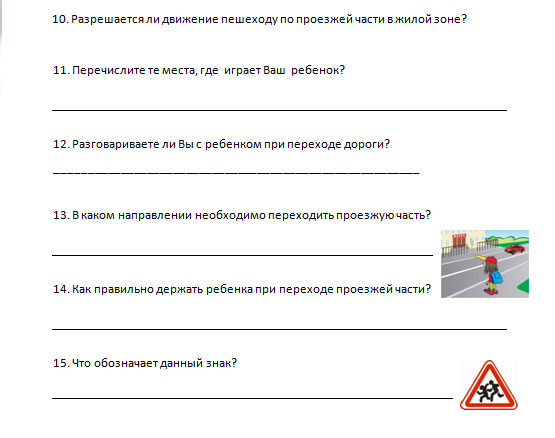 10. Разрешается ли движение пешеходу по проезжей части в жилой зоне?
11. Перечислите те места, где играет Ваш ребенок?
12. Разговариваете ли Вы с ребенком при переходе дороги?
13. В каком направлении необходимо переходить проезжую часть?
14. Как правильно держать ребенка при переходе проезжей части?
15. Что обозначает данный знак?